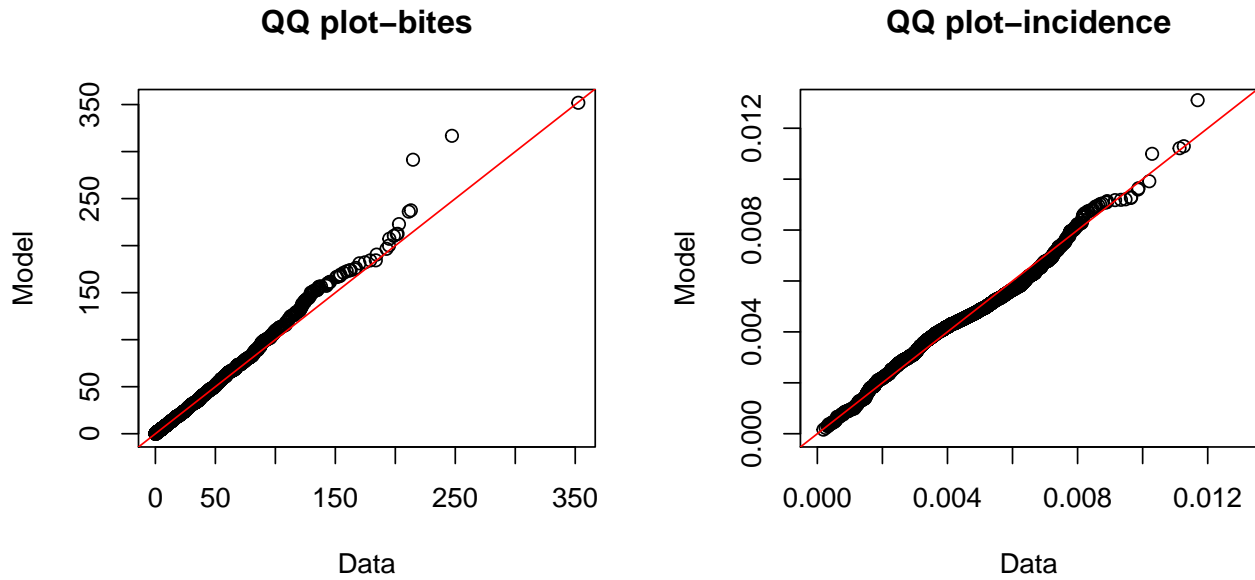 QQ plot−bites
350
250
150
50
0
Model
0 50 150 250 350
Data
QQ plot−incidence
0.012
0.008
0.004
0.000
Model
0.000 0.004 0.008 0.012
Data